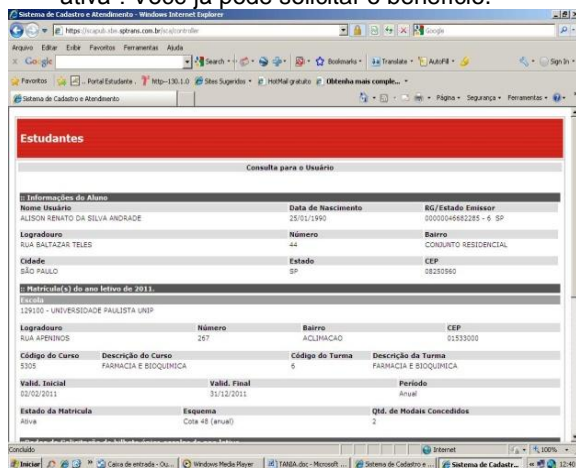 ativa". Você já pode solicitar o benefício.
Sistema de Cadastro e Atendimento - Windows Internet Explorer
Google
Arquivo Editar Exibir Favoritos Ferramentas Ajuda
Google Search Bookmarks Translate AutoFill Sign In
Favoritos Portal Estudante . http--150.1.0 Sites Sugeridos HotMail gratuito Obtenha mais comple...
Sistema de Cadastro e Atendimento Página Segurança Ferramentas
Estudantes
Consulta para o Usuário
:: Informações do Aluno
Nome Usuário Data de Nascimento RG/Estado Emissor
ALISON RENATO DA SILVA ANDRADE 25/01/1990 00000046682285 - 6 SP
Logradouro Número Bairro
RUA BALTAZAR TELES 44 CONJUNTO RESIDENCIAL
Cidade Estado CEP
SÃO PAULO SP 08250560
:: Matrícula(s) do ano letivo de 2011.
Escola
129100 - UNIVERSIDADE PAULISTA UNIP
Logradouro Número Bairro CEP
RUA APENINOS 267 ACLIMACAO 01533000
Código do Curso Descrição do Curso Código do Turma Descrição da Turma
5305 FARMACIA E BIOQUIMICA 6 FARMACIA E BIOQUIMICA
Valid. Inicial Valid. Final Período
02/02/2011 31/12/2011 Anual
Estado da Matrícula Esquema Qtd. de Modais Concedidos
Ativa Cota 48 (anual) 2
Concluído Internet 100%
Iniciar Caixa de entrada - Ou... Windows Media Player TANIA.doc - Microsoft ... Sistema de Cadastro e ... Sistema de Cadastr... 12:40